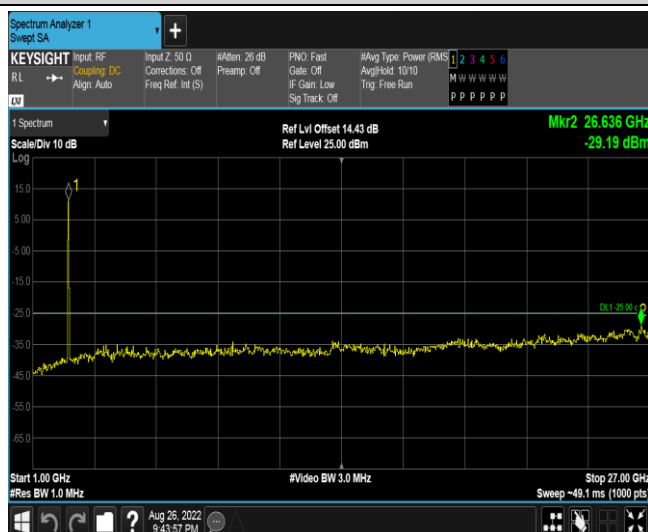 Spectrum Analyzer 1
Swept SA
+
KEYSIGHT
RL
Input: RF
Coupling: DC
Align: Auto
Input Z: 50 Ω
Corrections: Off
Freq Ref: Int (S)
#Atten: 26 dB
Preamp: Off
PNO: Fast
Gate: Off
IF Gain: Low
Sig Track: Off
#Avg Type: Power (RMS
Avg|Hold: 10/10
Trig: Free Run
1 2 3 4 5 6
M W W W W W
P P P P P P
LXI
1 Spectrum
Scale/Div 10 dB
Log
Ref Lvl Offset 14.43 dB
Ref Level 25.00 dBm
Mkr2 26.636 GHz
-29.19 dBm
15.0
5.00
-5.00
-15.0
-25.0
-35.0
-45.0
-55.0
-65.0
1
DL1 -25.00
2
Start 1.00 GHz
#Res BW 1.0 MHz
#Video BW 3.0 MHz
Stop 27.00 GHz
Sweep ~49.1 ms (1000 pts)
?
Aug 26, 2022
9:43:57 PM